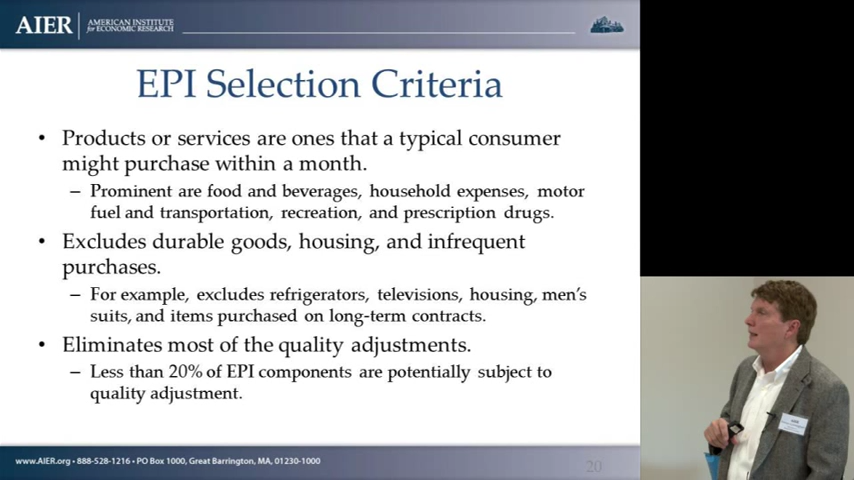 AIER
AMERICAN INSTITUTE
for ECONOMIC RESEARCH
EPI Selection Criteria
• Products or services are ones that a typical consumer
might purchase within a month.
– Prominent are food and beverages, household expenses, motor
fuel and transportation, recreation, and prescription drugs.
• Excludes durable goods, housing, and infrequent
purchases.
– For example, excludes refrigerators, televisions, housing, men's
suits, and items purchased on long-term contracts.
• Eliminates most of the quality adjustments.
– Less than 20% of EPI components are potentially subject to
quality adjustment.
www.AIER.org • 888-528-1216 • PO Box 1000, Great Barrington, MA, 01230-1000
20